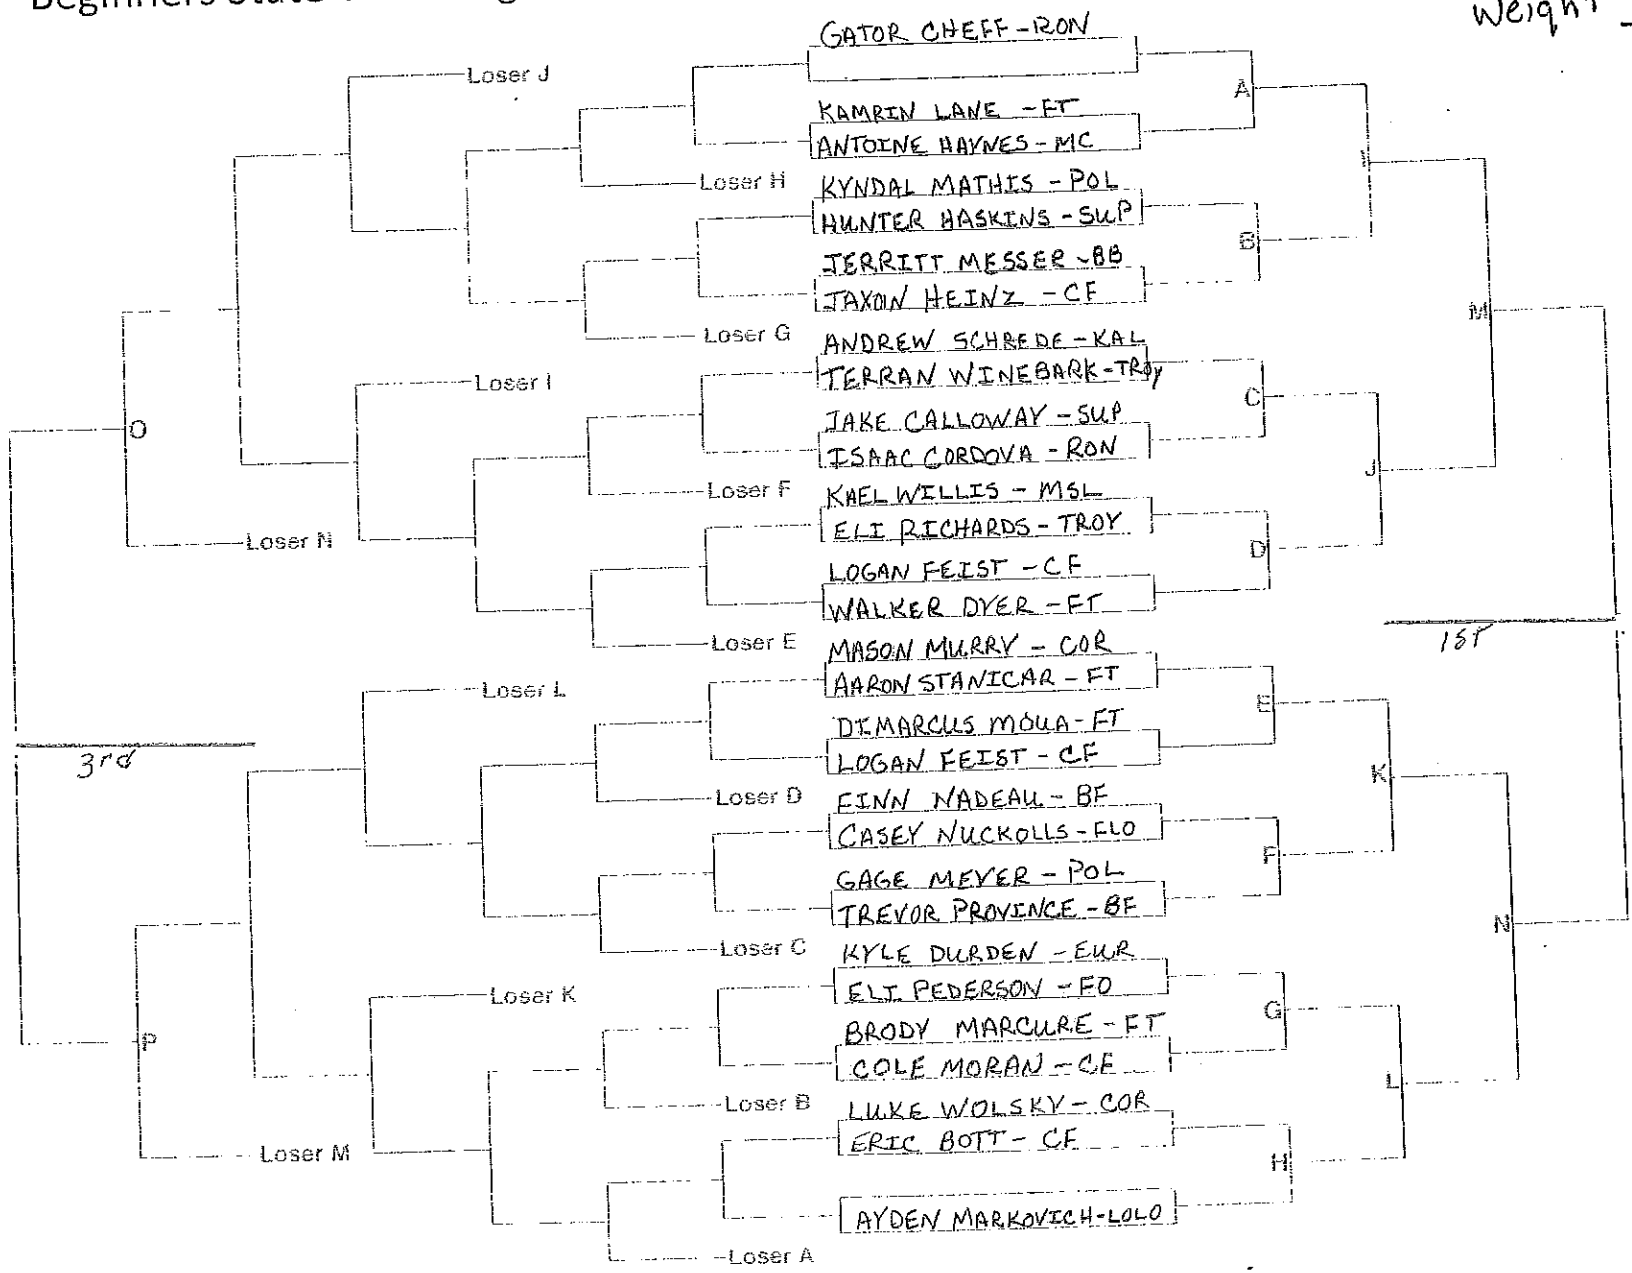 Beginners State
Weight
GATOR CHEFF - RON
Loser J
A
KAMRIN LANE - FT
ANTOINE HAYNES - MC
I
Loser H
KYNDAL MATHIS - POL
HUNTER HASKINS - SUP
B
JERRITT MESSER - BB
JAXON HEINZ - CF
M
Loser G
ANDREW SCHREDE - KAL
TERRAN WINEBARK - TROY
Loser I
C
JAKE CALLOWAY - SUP
O
ISAAC CORDOVA - RON
J
Loser F
KAEL WILLIS - MSL
ELI RICHARDS - TROY
Loser N
D
LOGAN FEIST - CF
WALKER DYER - FT
1ST
Loser E
MASON MURRY - COR
AARON STANICAR - FT
Loser L
E
DIMARCUS MOUA - FT
3rd
LOGAN FEIST - CF
K
Loser D
FINN NADEAU - BF
CASEY NUCKOLLS - FLO
F
GAGE MEYER - POL
TREVOR PROVINCE - BF
N
Loser C
KYLE DURDEN - EUR
ELI PEDERSON - FO
Loser K
G
BRODY MARCURE - FT
P
COLE MORAN - CF
L
Loser B
LUKE WOLSKY - COR
ERIC BOTT - CF
Loser M
H
AYDEN MARKOVICH - LOLO
Loser A